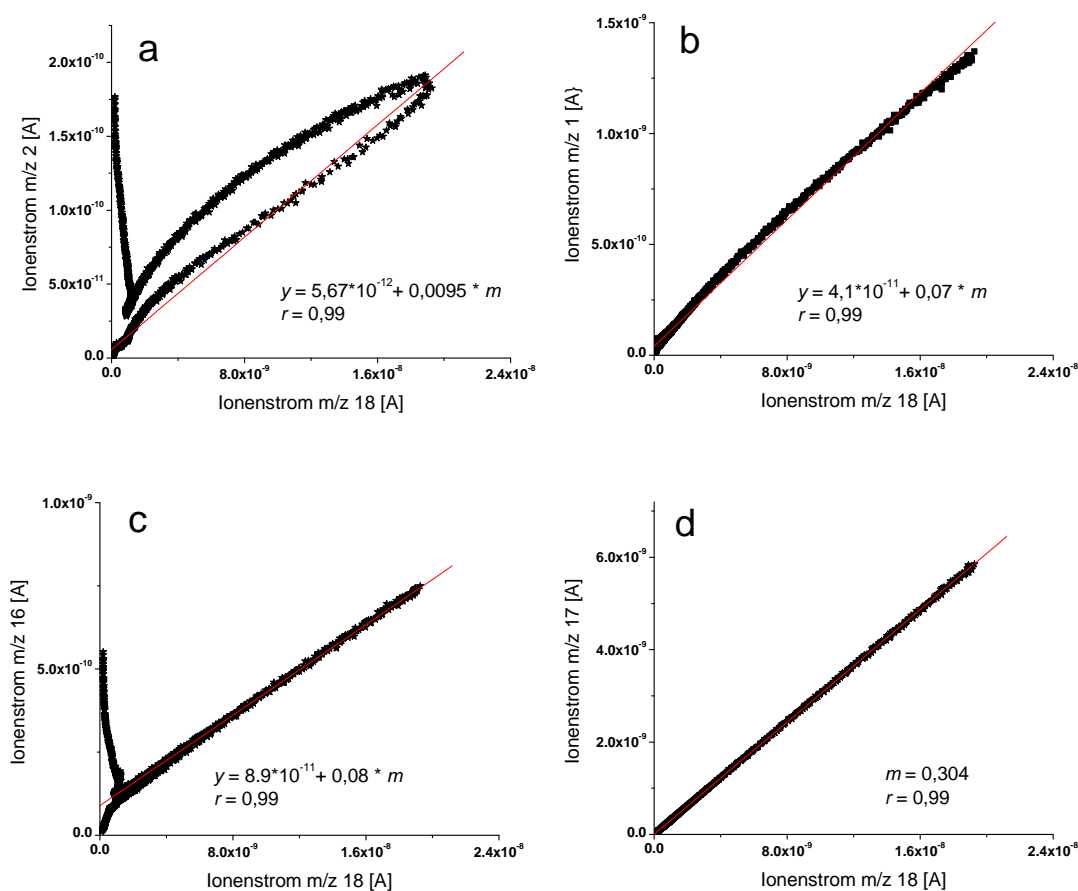 a
Ionenstrom m/z 2 [A]
2.0x10⁻¹⁰
1.5x10⁻¹⁰
1.0x10⁻¹⁰
5.0x10⁻¹¹
0.0
y = 5,67*10⁻¹²+ 0,0095 * m
r = 0,99
0.0 8.0x10⁻⁹ 1.6x10⁻⁸ 2.4x10⁻⁸
Ionenstrom m/z 18 [A]
b
Ionenstrom m/z 1 [A}
1.5x10⁻⁹
1.0x10⁻⁹
5.0x10⁻¹⁰
0.0
y = 4,1*10⁻¹¹+ 0,07 * m
r = 0,99
0.0 8.0x10⁻⁹ 1.6x10⁻⁸ 2.4x10⁻⁸
Ionenstrom m/z 18 [A]
c
Ionenstrom m/z 16 [A]
1.0x10⁻⁹
5.0x10⁻¹⁰
0.0
y = 8.9*10⁻¹¹+ 0,08 * m
r = 0,99
0.0 8.0x10⁻⁹ 1.6x10⁻⁸ 2.4x10⁻⁸
Ionenstrom m/z 18 [A]
d
Ionenstrom m/z 17 [A]
6.0x10⁻⁹
4.0x10⁻⁹
2.0x10⁻⁹
0.0
m = 0,304
r = 0,99
0.0 8.0x10⁻⁹ 1.6x10⁻⁸ 2.4x10⁻⁸
Ionenstrom m/z 18 [A]